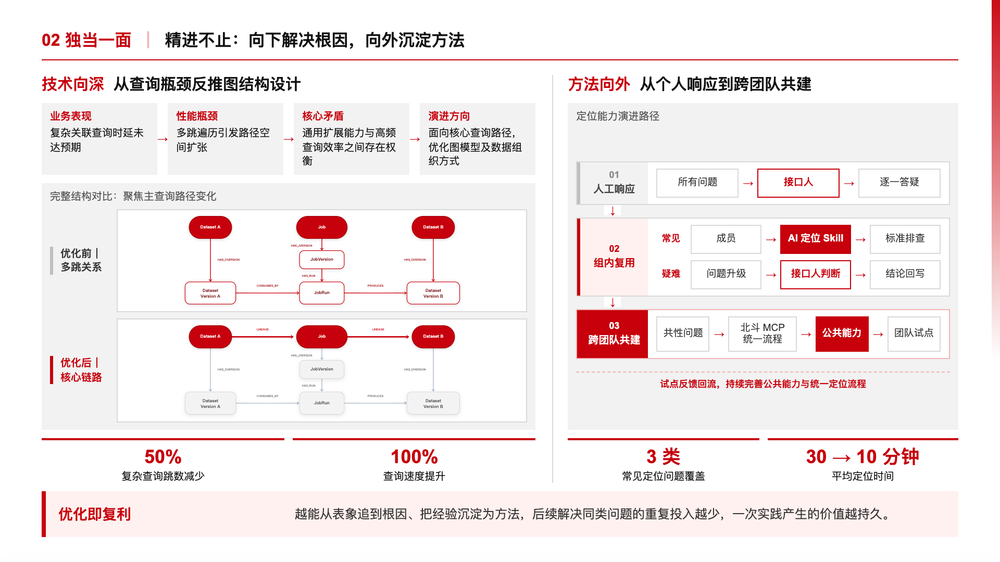 02 独当一面 | 精进不止：向下解决根因，向外沉淀方法
技术向深 从查询瓶颈反推图结构设计
业务表现
复杂关联查询时延未
达预期
→
性能瓶颈
多跳遍历引发路径空
间扩张
→
核心矛盾
通用扩展能力与高频
查询效率之间存在权
衡
→
演进方向
面向核心查询路径，
优化图模型及数据组
织方式
完整结构对比：聚焦主查询路径变化
优化前｜
多跳关系
Dataset A
Job
Dataset B
HAS_JVERSION
HAS_DVERSION
JobVersion
HAS_DVERSION
HAS_RUN
Dataset
Version A
CONSUMES_BY
JobRun
PRODUCES
Dataset
Version B
优化后｜
核心链路
Dataset A
LINEAGE
Job
LINEAGE
Dataset B
HAS_JVERSION
HAS_DVERSION
JobVersion
HAS_DVERSION
HAS_RUN
Dataset
Version A
CONSUMES_BY
JobRun
PRODUCES
Dataset
Version B
50%
复杂查询跳数减少
100%
查询速度提升
方法向外 从个人响应到跨团队共建
定位能力演进路径
01
人工响应
所有问题 → 接口人 → 逐一答疑
↓
02
组内复用
常见 成员 → AI 定位 Skill → 标准排查
疑难 问题升级 → 接口人判断 → 结论回写
↓
03
跨团队共建
共性问题 → 北斗 MCP
统一流程 → 公共能力 → 团队试点
试点反馈回流，持续完善公共能力与统一定位流程
3 类
常见定位问题覆盖
30 → 10 分钟
平均定位时间
优化即复利
越能从表象追到根因、把经验沉淀为方法，后续解决同类问题的重复投入越少，一次实践产生的价值越持久。